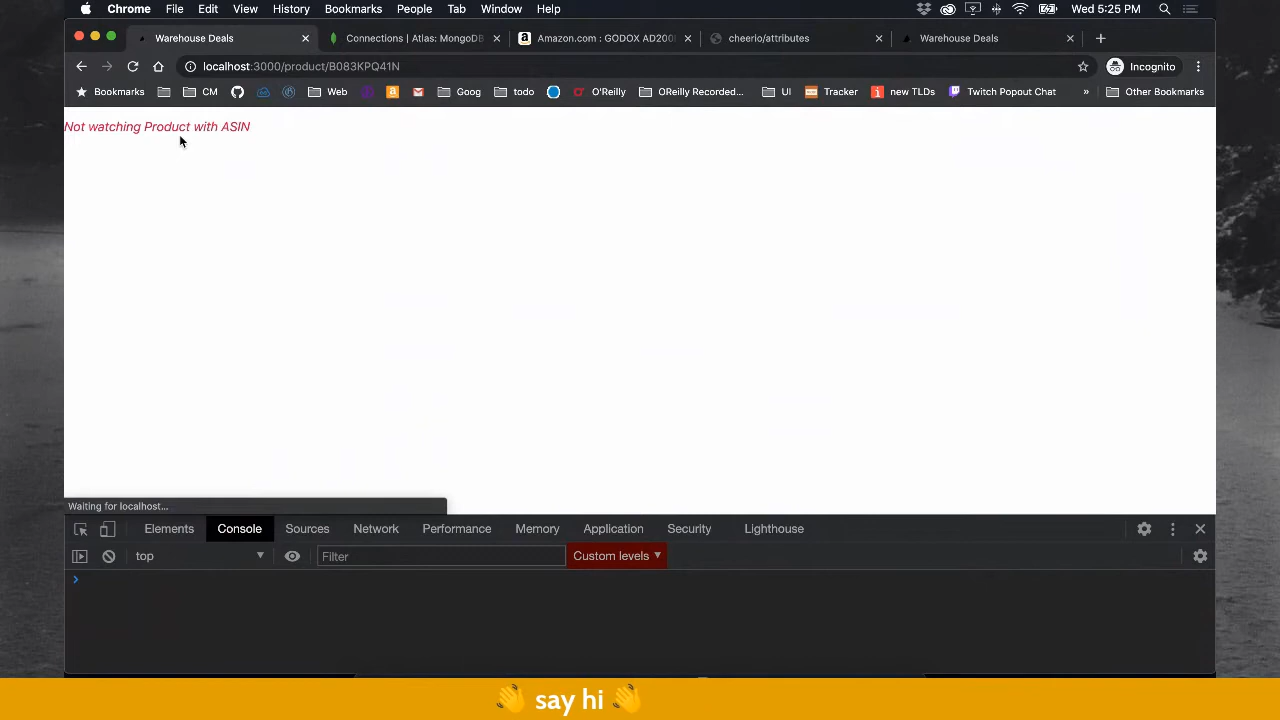 Chrome File Edit View History Bookmarks People Tab Window Help Wed 5:25 PM
Warehouse Deals Connections | Atlas: MongoDB Amazon.com : GODOX AD200 cheerio/attributes Warehouse Deals
localhost:3000/product/B083KPQ41N Incognito
Bookmarks CM Web Goog todo O'Reilly OReilly Recorded... UI Tracker new TLDs Twitch Popout Chat » Other Bookmarks
Not watching Product with ASIN
Waiting for localhost...
Elements Console Sources Network Performance Memory Application Security Lighthouse
top Filter Custom levels
👋 say hi 👋